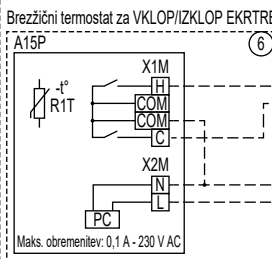 Brezžični termostat za VKLOP/IZKLOP EKRTRE
A15P
6
X1M
-t°
R1T
H
COM
COM
C
X2M
N
L
PC
Maks. obremenitev: 0,1 A - 230 V AC